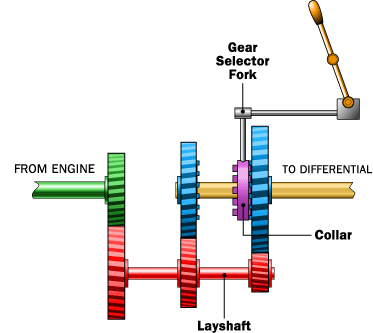 Gear
Selector
Fork
FROM ENGINE
TO DIFFERENTIAL
Collar
Layshaft